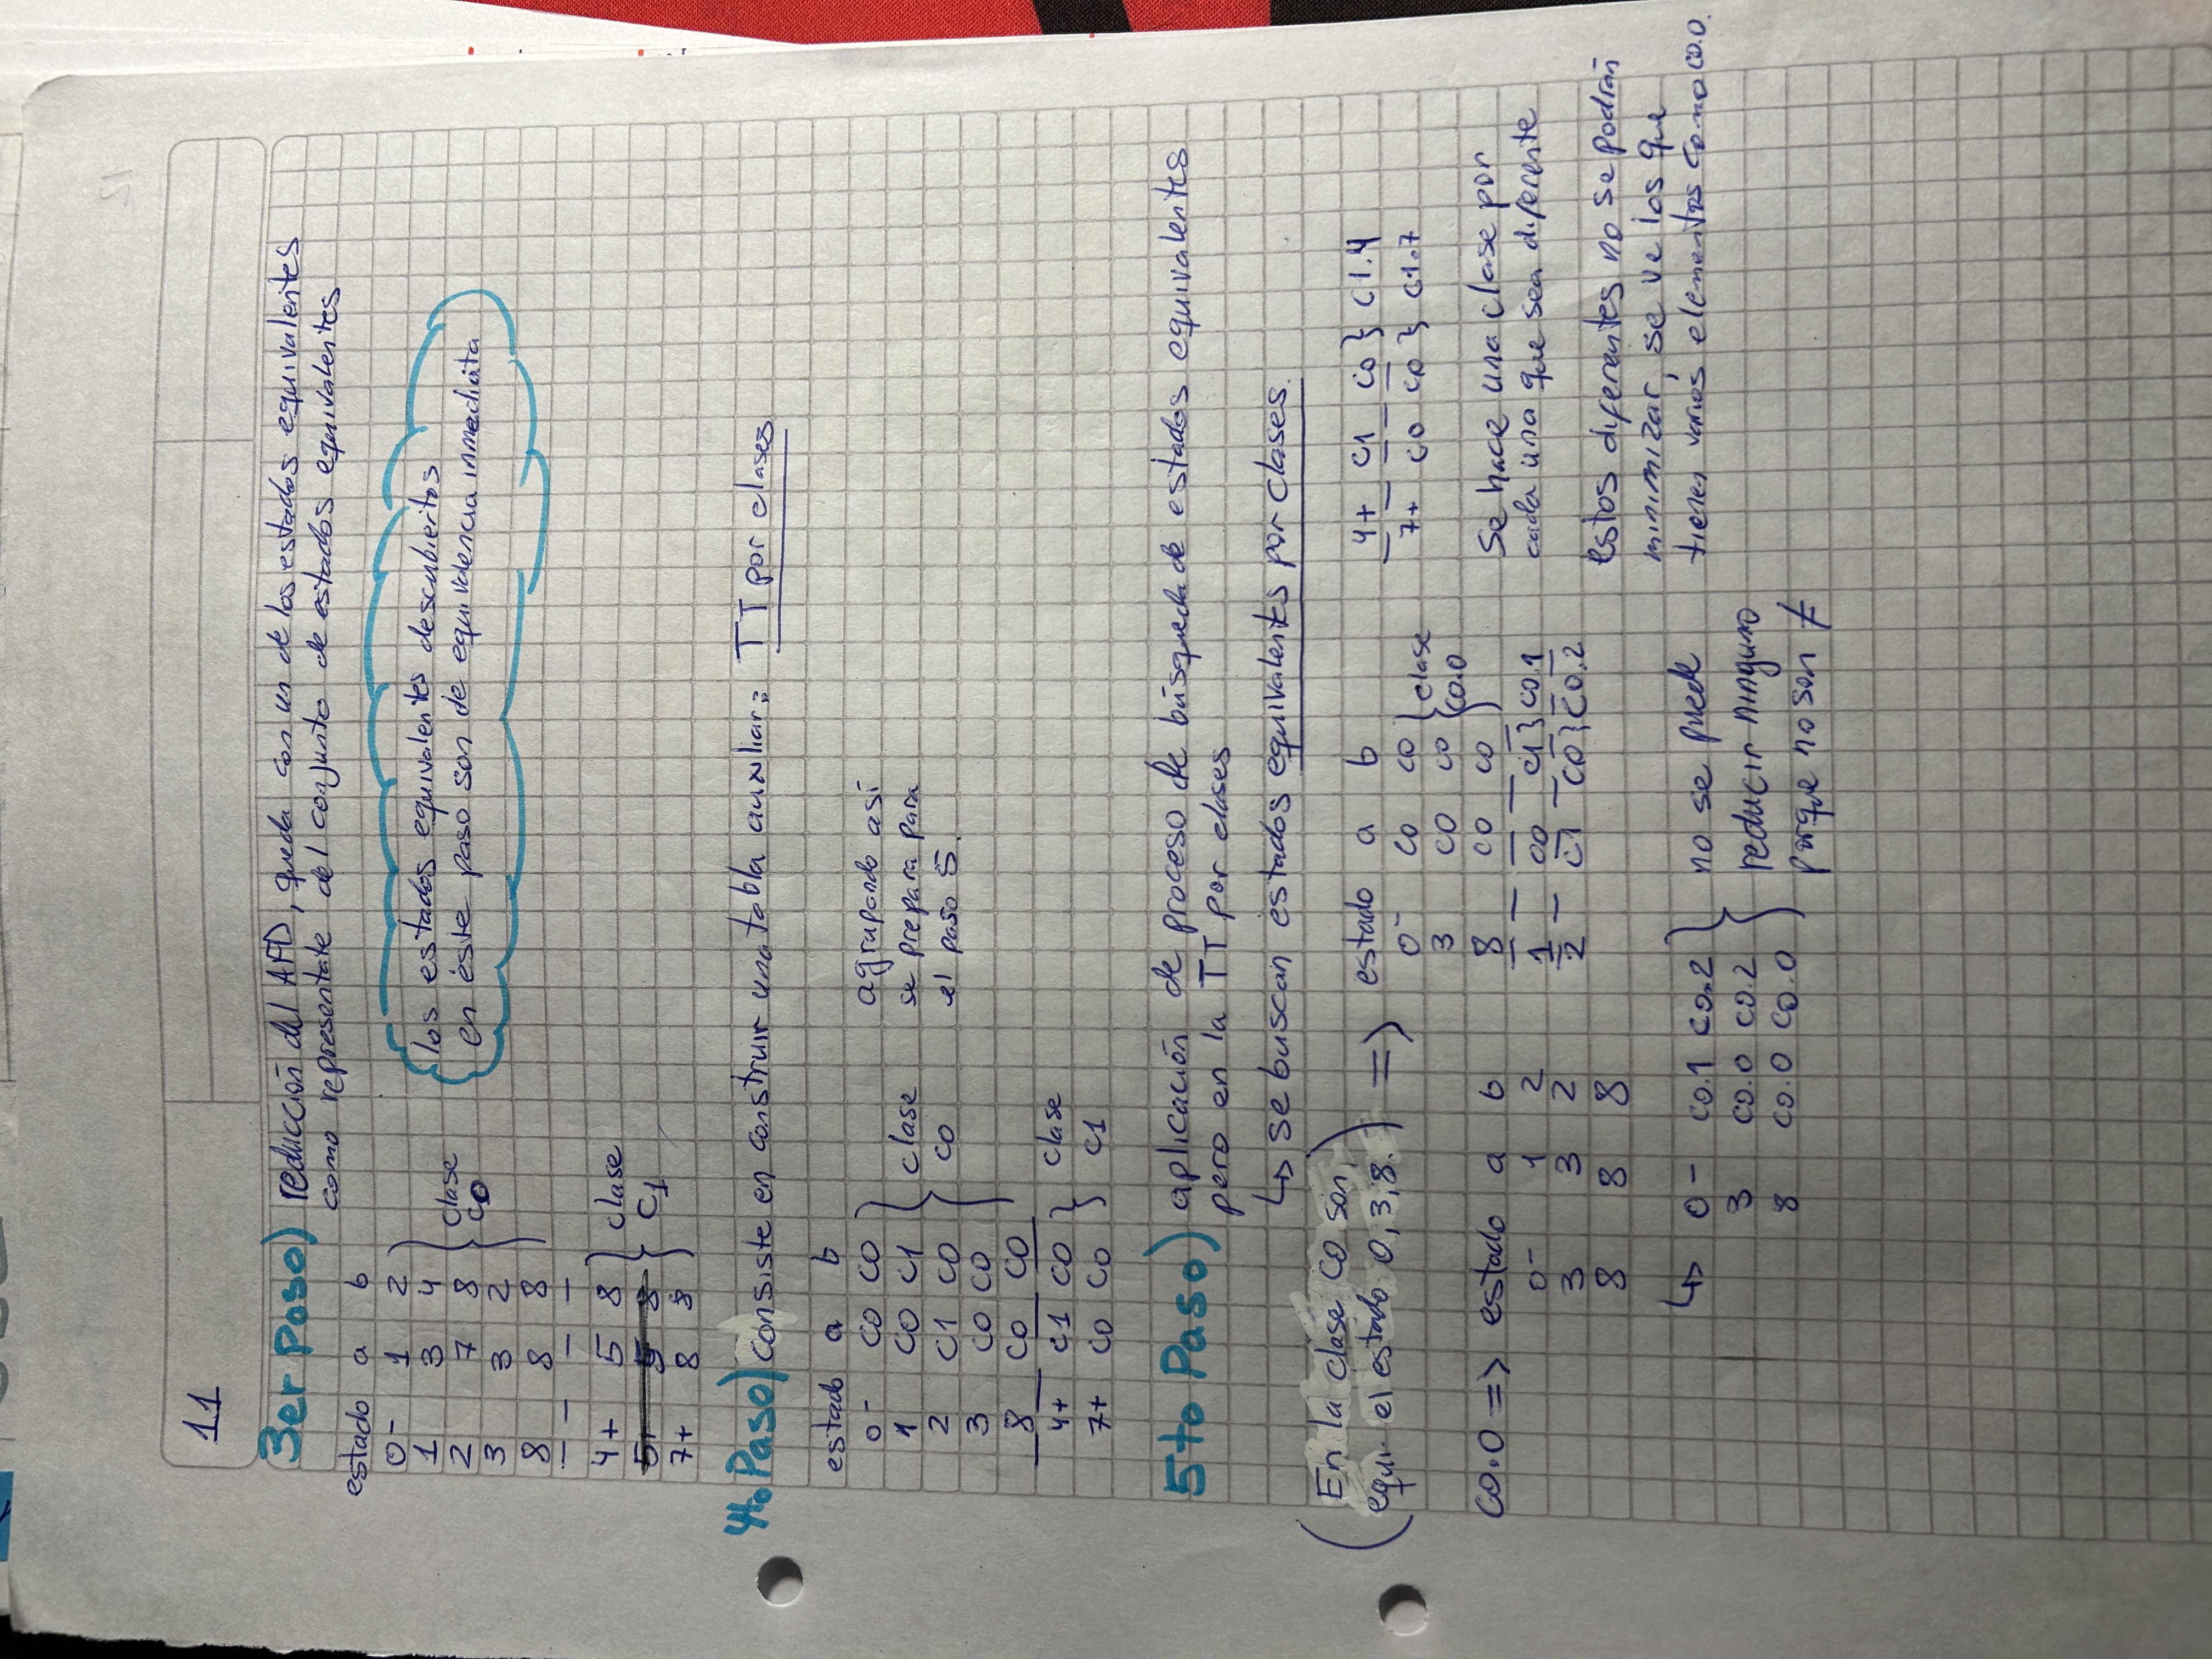 11
3er Paso) reducción del AFD, queda con un de los estados equivalentes
como representate del conjunto de estados equivalentes
estado a b
0- 1 2
1 3 4
2 7 8
3 3 2
8 8 8
clase
C0
los estados equivalentes descubiertos
en éste paso son de equivalencia inmediata
4+ 5 8
5+ 5 8
7+ 8 8
clase
C1
4to Paso) consiste en construir una tabla auxiliar: TT por clases
estado a b
0- C0 C0
1 C0 C1
2 C1 C0
3 C0 C0
8 C0 C0
clase
C0
agrupando así
se prepara para
el paso 5.
4+ C1 C0
7+ C0 C0
clase
C1
5to Paso) aplicación de proceso de búsqueda de estados equivalentes
pero en la TT por clases
↳ se buscan estados equivalentes por clases.
(En la clase C0 son,
equi. el estado 0, 3, 8.) =>
estado a b
0- C0 C0
3 C0 C0
8 C0 C0
clase
C0.0
1 C0 C1 } C0.1
2 C1 C0 } C0.2
4+ C1 C0 } C1.4
7+ C0 C0 } C1.7
Se hace una clase por
cada una que sea diferente
estos diferentes no se podrán
minimizar, se ve los que
tienen varios elementos como C0.0.
C0.0 => estado a b
0- 1 2
3 3 2
8 8 8
↳ 0- C0.1 C0.2
3 C0.0 C0.2
8 C0.0 C0.0
no se puede
reducir ninguno
porque no son ≠
12